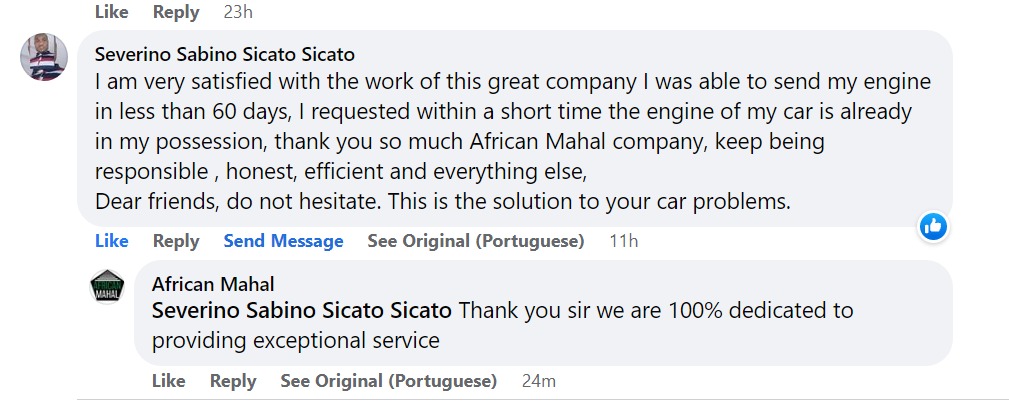 Like Reply 23h
Severino Sabino Sicato Sicato
I am very satisfied with the work of this great company I was able to send my engine
in less than 60 days, I requested within a short time the engine of my car is already
in my possession, thank you so much African Mahal company, keep being
responsible , honest, efficient and everything else,
Dear friends, do not hesitate. This is the solution to your car problems.
Like Reply Send Message See Original (Portuguese) 11h
AFRICAN
MAHAL
African Mahal
Severino Sabino Sicato Sicato Thank you sir we are 100% dedicated to
providing exceptional service
Like Reply See Original (Portuguese) 24m